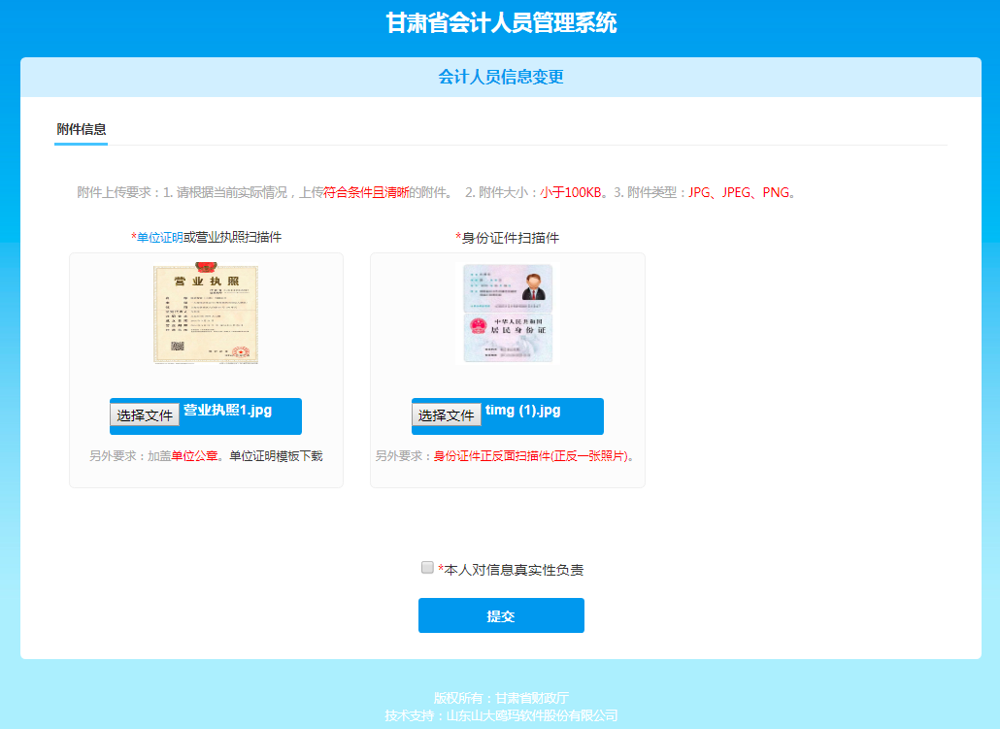 甘肃省会计人员管理系统
会计人员信息变更
附件信息
附件上传要求：1. 请根据当前实际情况，上传符合条件且清晰的附件。 2. 附件大小：小于100KB。3. 附件类型：JPG、JPEG、PNG。
*单位证明或营业执照扫描件
*身份证件扫描件
营业执照
中华人民共和国
居民身份证
选择文件 营业执照1.jpg
选择文件 timg (1).jpg
另外要求：加盖单位公章。单位证明模板下载
另外要求：身份证件正反面扫描件(正反一张照片)。
*本人对信息真实性负责
提交
版权所有：甘肃省财政厅
技术支持：山东山大鸥玛软件股份有限公司